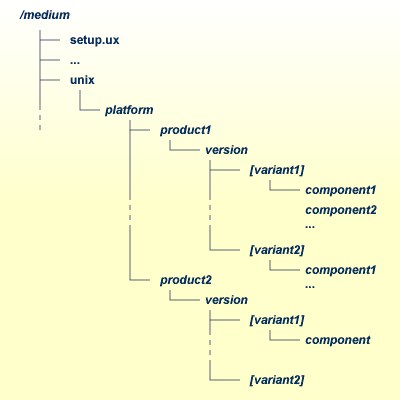 /medium
setup.ux
...
unix
platform
product1
version
[variant1]
component1
component2
...
[variant2]
component1
...
product2
version
[variant1]
component
[variant2]